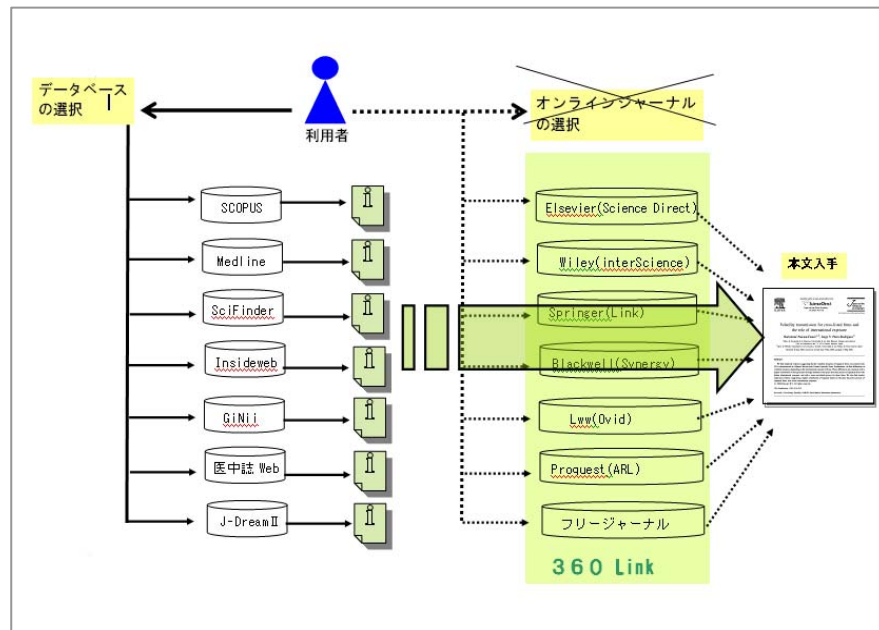 データベース
の選択
利用者
オンラインジャーナル
の選択
SCOPUS
Medline
SciFinder
Insideweb
GiNii
医中誌 Web
J-DreamⅡ
i
i
i
i
i
i
i
Elsevier(Science Direct)
Wiley(interScience)
Springer(Link)
Blackwell(Synergy)
Lww(Ovid)
Proquest(ARL)
フリージャーナル
360 Link
本文入手